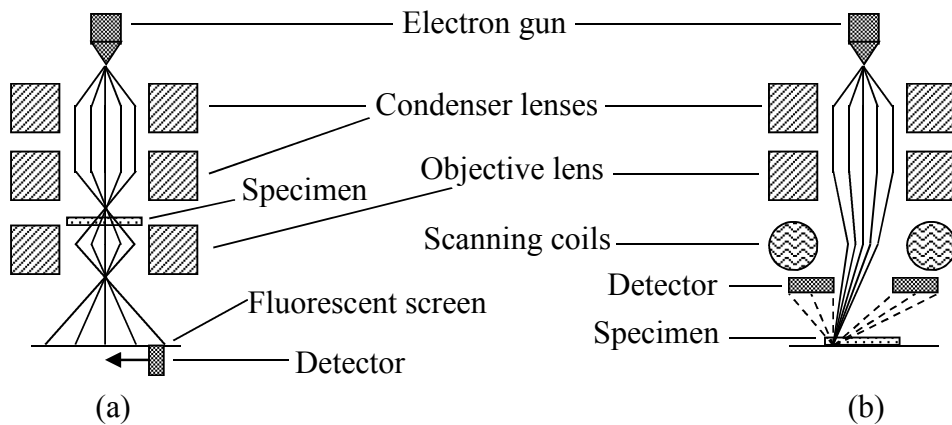 Electron gun
Condenser lenses
Objective lens
Specimen
Scanning coils
Detector
Fluorescent screen
Specimen
Detector
(a)
(b)